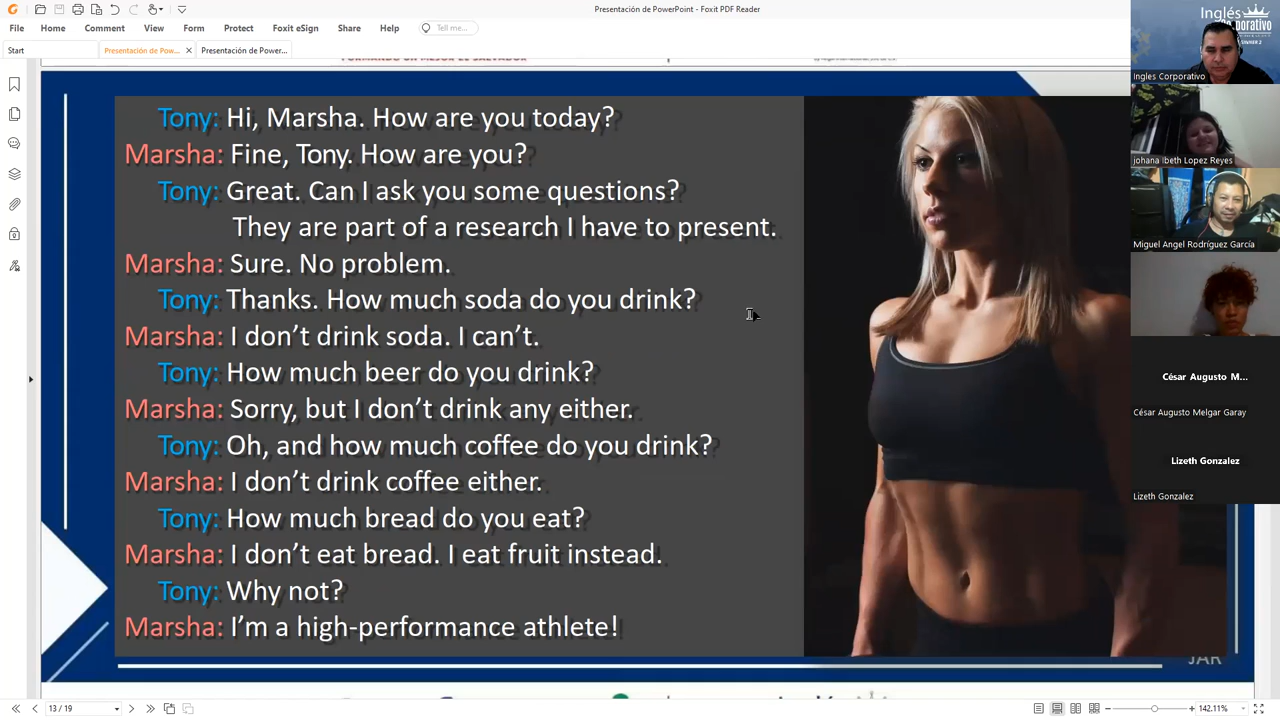 Presentación de PowerPoint - Foxit PDF Reader
File Home Comment View Form Protect Foxit eSign Share Help Tell me...
Start Presentación de Pow... Presentación de Power...
Tony: Hi, Marsha. How are you today?
Marsha: Fine, Tony. How are you?
Tony: Great. Can I ask you some questions?
They are part of a research I have to present.
Marsha: Sure. No problem.
Tony: Thanks. How much soda do you drink?
Marsha: I don't drink soda. I can't.
Tony: How much beer do you drink?
Marsha: Sorry, but I don't drink any either.
Tony: Oh, and how much coffee do you drink?
Marsha: I don't drink coffee either.
Tony: How much bread do you eat?
Marsha: I don't eat bread. I eat fruit instead.
Tony: Why not?
Marsha: I'm a high-performance athlete!
JAR
13 / 19
142.11%
Inglés
Corporativo
Ingles Corporativo
johana Ibeth Lopez Reyes
Miguel Angel Rodríguez García
César Augusto M...
César Augusto Melgar Garay
Lizeth Gonzalez
Lizeth Gonzalez